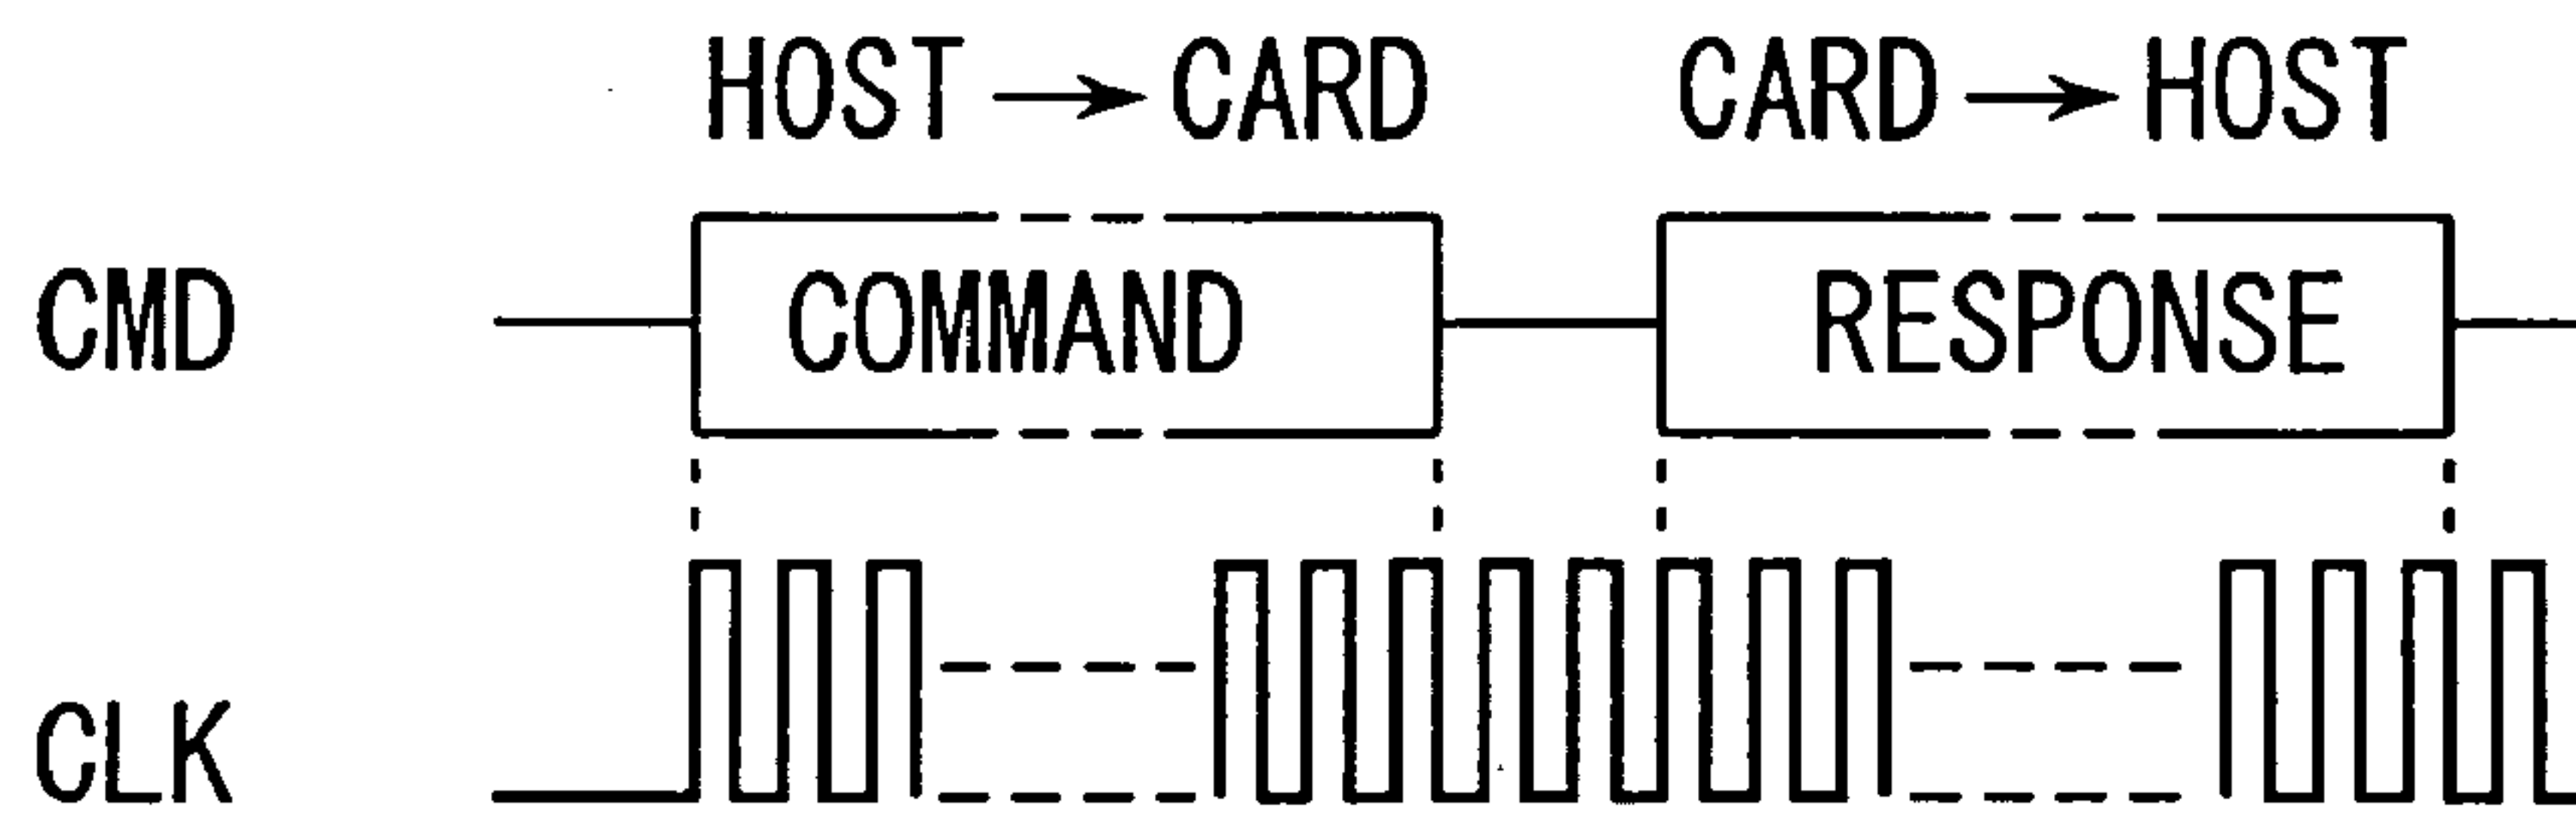 HOST → CARD CARD → HOST
CMD COMMAND RESPONSE
CLK